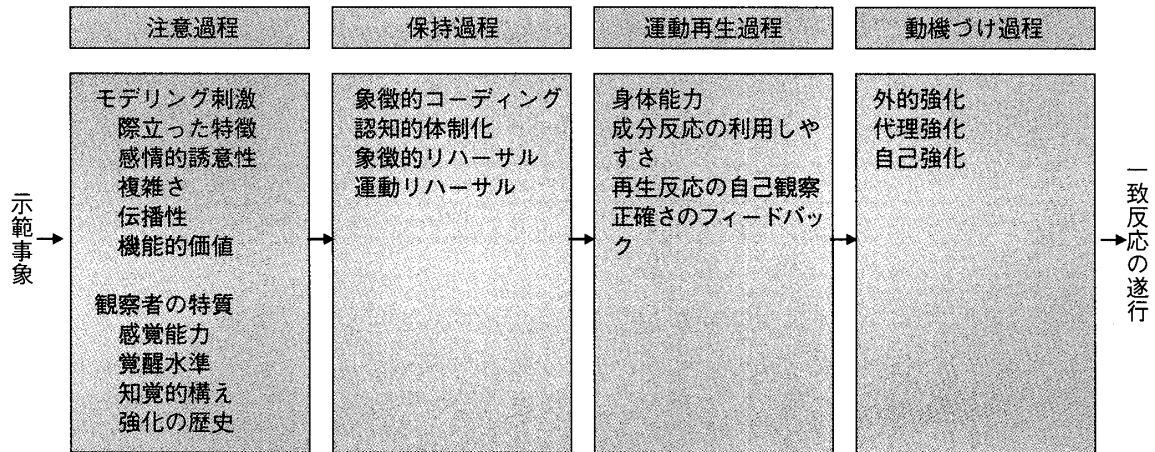 注意過程
保持過程
運動再生過程
動機づけ過程
示範事象
モデリング刺激
際立った特徴
感情的誘意性
複雑さ
伝播性
機能的価値
観察者の特質
感覚能力
覚醒水準
知覚的構え
強化の歴史
象徴的コーディング
認知的体制化
象徴的リハーサル
運動リハーサル
身体能力
成分反応の利用しや
すさ
再生反応の自己観察
正確さのフィードバッ
ク
外的強化
代理強化
自己強化
一致反応の遂行